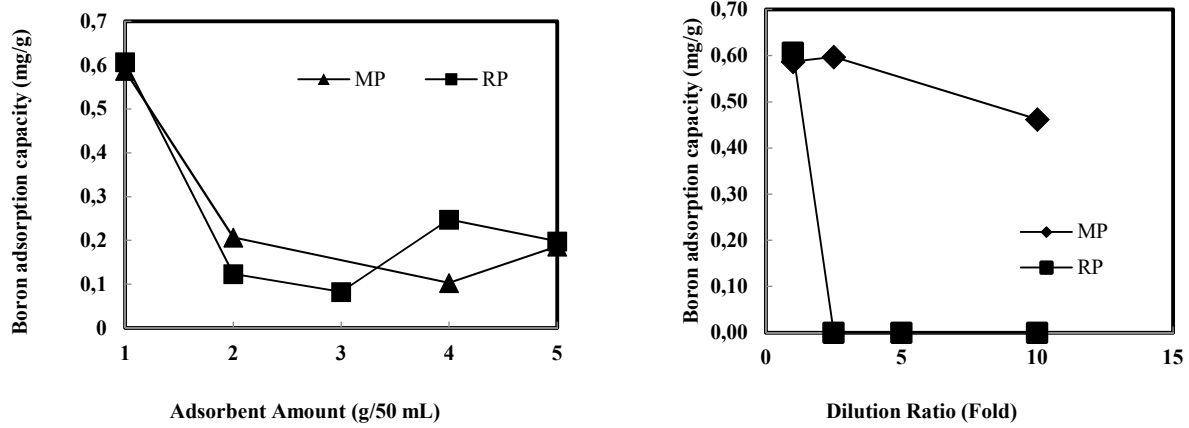 Boron adsorption capacity (mg/g)
0,7
0,6
0,5
0,4
0,3
0,2
0,1
0
1 2 3 4 5
MP RP
Adsorbent Amount (g/50 mL)
Boron adsorption capacity (mg/g)
0,70
0,60
0,50
0,40
0,30
0,20
0,10
0,00
0 5 10 15
MP
RP
Dilution Ratio (Fold)